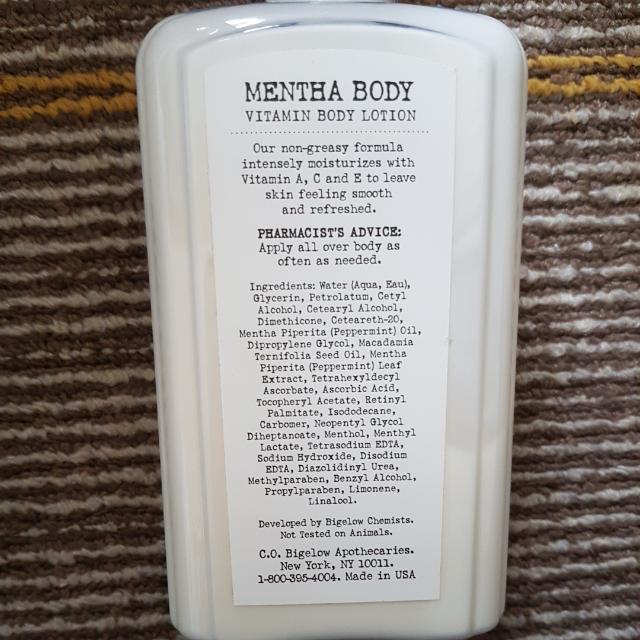 MENTHA BODY
VITAMIN BODY LOTION
Our non-greasy formula
intensely moisturizes with
Vitamin A, C and E to leave
skin feeling smooth
and refreshed.
PHARMACIST'S ADVICE:
Apply all over body as
often as needed.
Ingredients: Water (Aqua, Eau),
Glycerin, Petrolatum, Cetyl
Alcohol, Cetearyl Alcohol,
Dimethicone, Ceteareth-20,
Mentha Piperita (Peppermint) Oil,
Dipropylene Glycol, Macadamia
Ternifolia Seed Oil, Mentha
Piperita (Peppermint) Leaf
Extract, Tetrahexyldecyl
Ascorbate, Ascorbic Acid,
Tocopheryl Acetate, Retinyl
Palmitate, Isododecane,
Carbomer, Neopentyl Glycol
Diheptanoate, Menthol, Menthyl
Lactate, Tetrasodium EDTA,
Sodium Hydroxide, Disodium
EDTA, Diazolidinyl Urea,
Methylparaben, Benzyl Alcohol,
Propylparaben, Limonene,
Linalool.
Developed by Bigelow Chemists.
Not Tested on Animals.
C.O. Bigelow Apothecaries.
New York, NY 10011.
1-800-395-4004. Made in USA